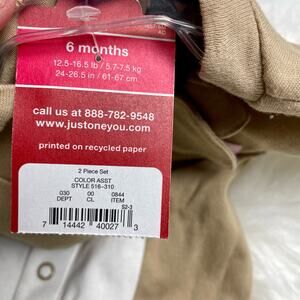 6 months
12.5-16.5 lb / 5.7-7.5 kg
24-26.5 in / 61-67 cm
call us at 888-782-9548
www.justoneyou.com
printed on recycled paper
2 Piece Set
COLOR ASST
STYLE 516-310
030 00 0844
DEPT CL ITEM
S2-3
7 14442 40027 3